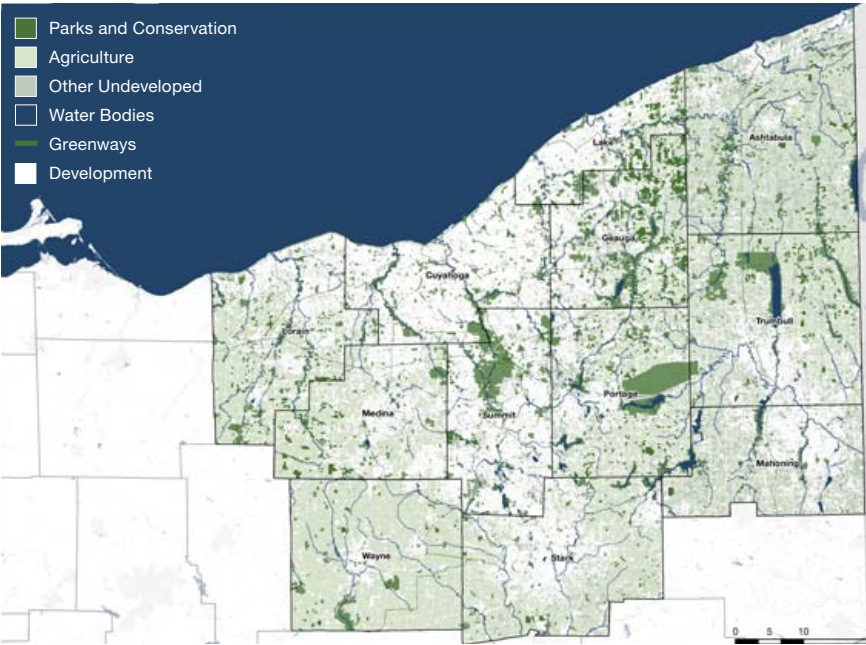 Parks and Conservation
Agriculture
Other Undeveloped
Water Bodies
Greenways
Development
Ashtabula
Lake
Geauga
Cuyahoga
Lorain
Trumbull
Portage
Medina
Summit
Mahoning
Wayne
Stark
0 5 10